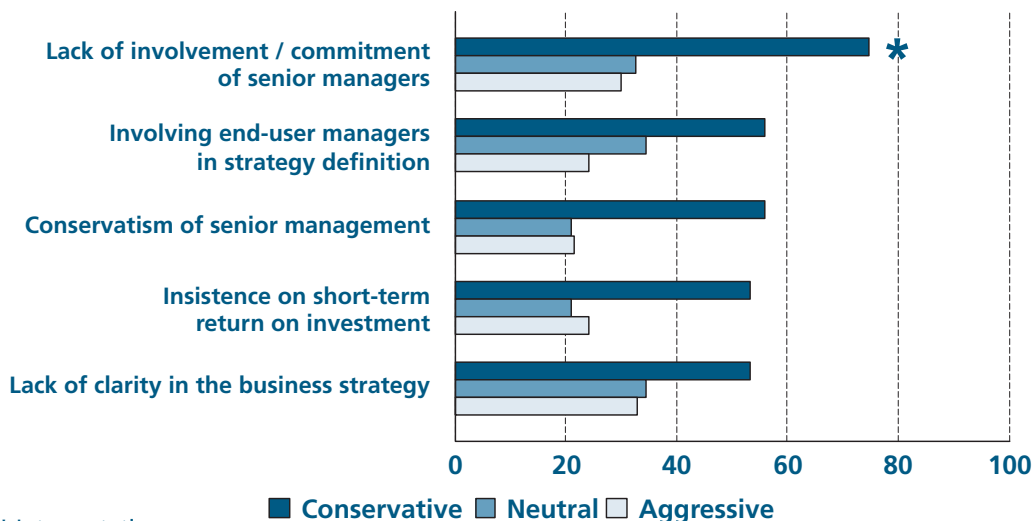 Lack of involvement / commitment
of senior managers
*
Involving end-user managers
in strategy definition
Conservatism of senior management
Insistence on short-term
return on investment
Lack of clarity in the business strategy
0 20 40 60 80 100
Conservative Neutral Aggressive